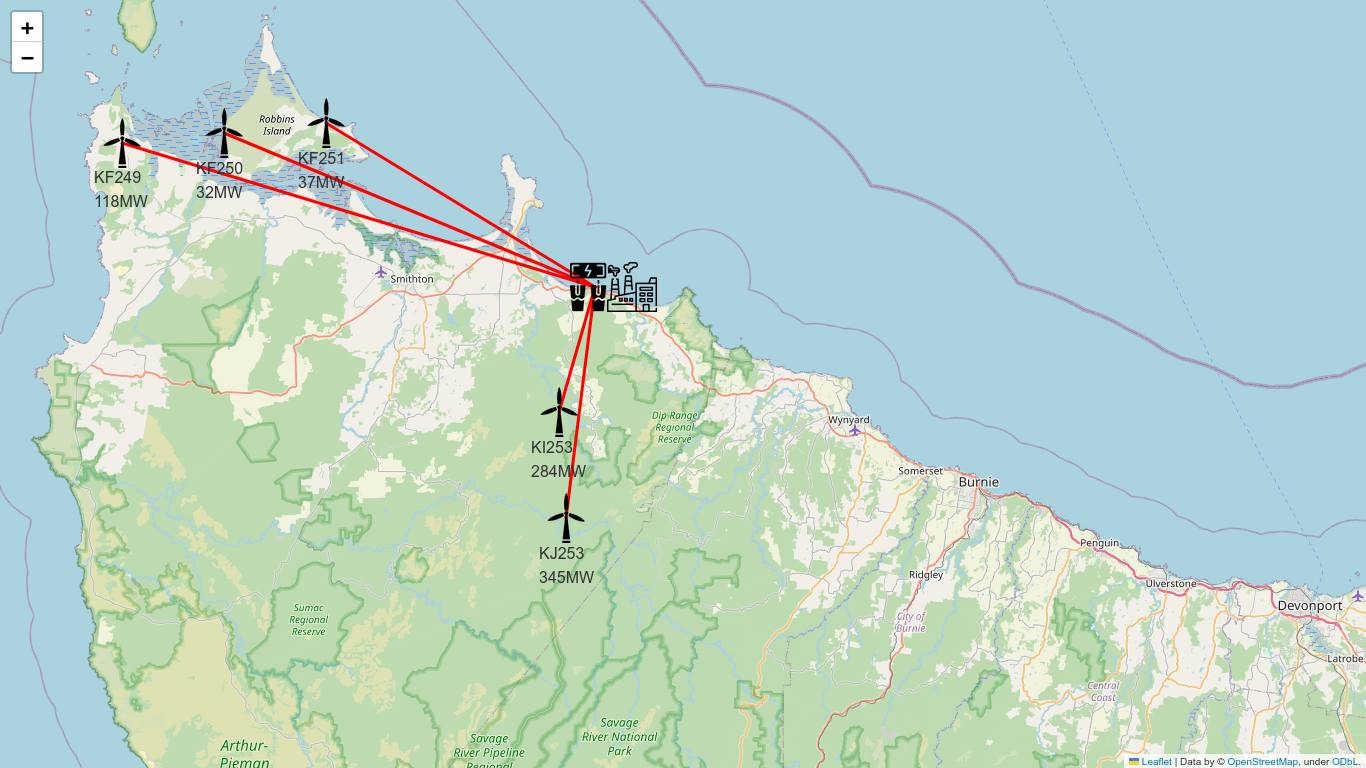 +
−
Robbins
Island
KF249
118MW
KF250
32MW
KF251
37MW
Smithton
KI253
284MW
Dip Range
Regional
Reserve
Wynyard
Somerset
Burnie
KJ253
345MW
Penguin
Ridgley
Ulverstone
Devonport
Sumac
Regional
Reserve
City of
Burnie
Latrobe
Central
Coast
Arthur-
Pieman
Savage
River Pipeline
Regional
Savage
River National
Park
Leaflet | Data by © OpenStreetMap, under ODbL.